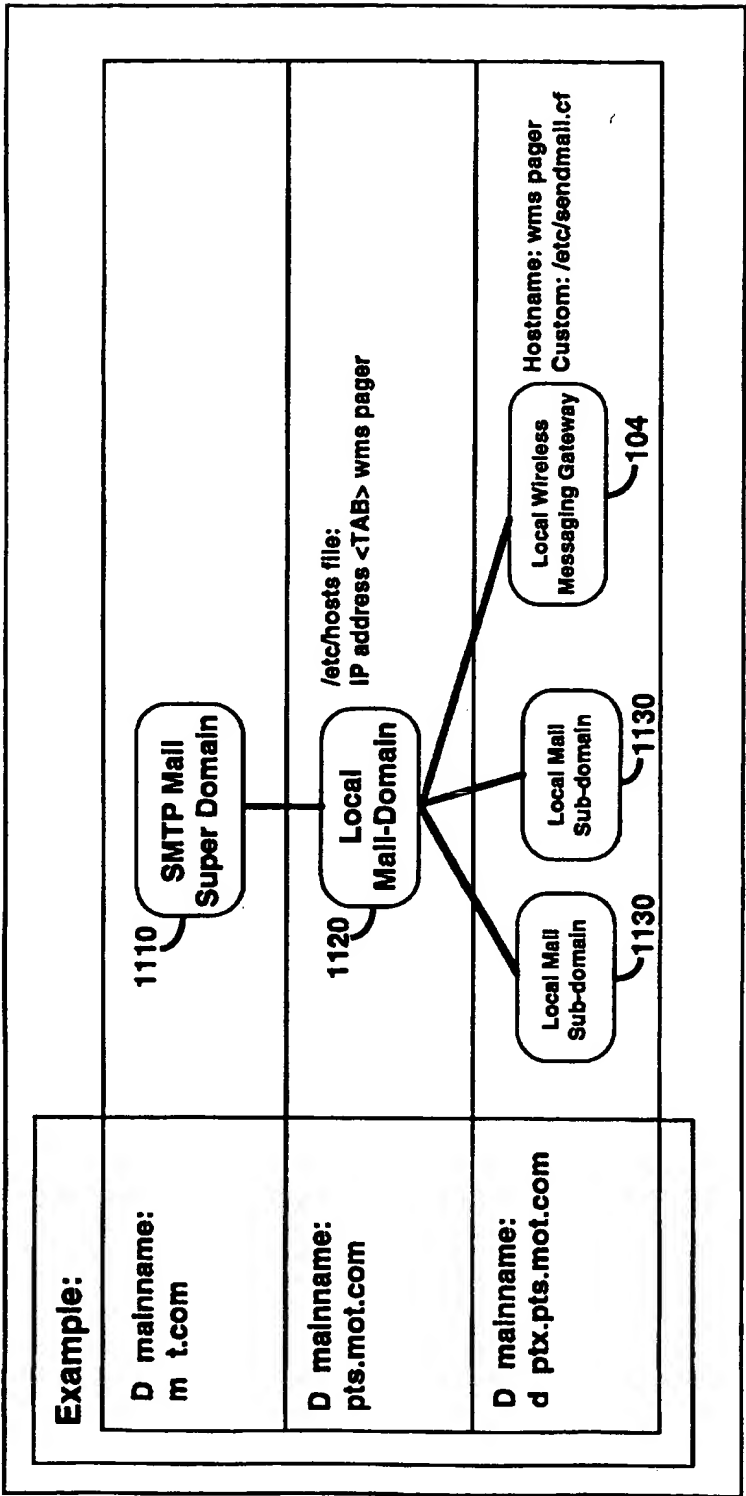 Example:
D mainname:
m t.com
1110
SMTP Mail
Super Domain
D mainname:
pts.mot.com
1120
Local
Mail-Domain
/etc/hosts file:
IP address <TAB> wms pager
D mainname:
d ptx.pts.mot.com
Local Mail
Sub-domain
1130
Local Mail
Sub-domain
1130
Local Wireless
Messaging Gateway
104
Hostname: wms pager
Custom: /etc/sendmail.cf